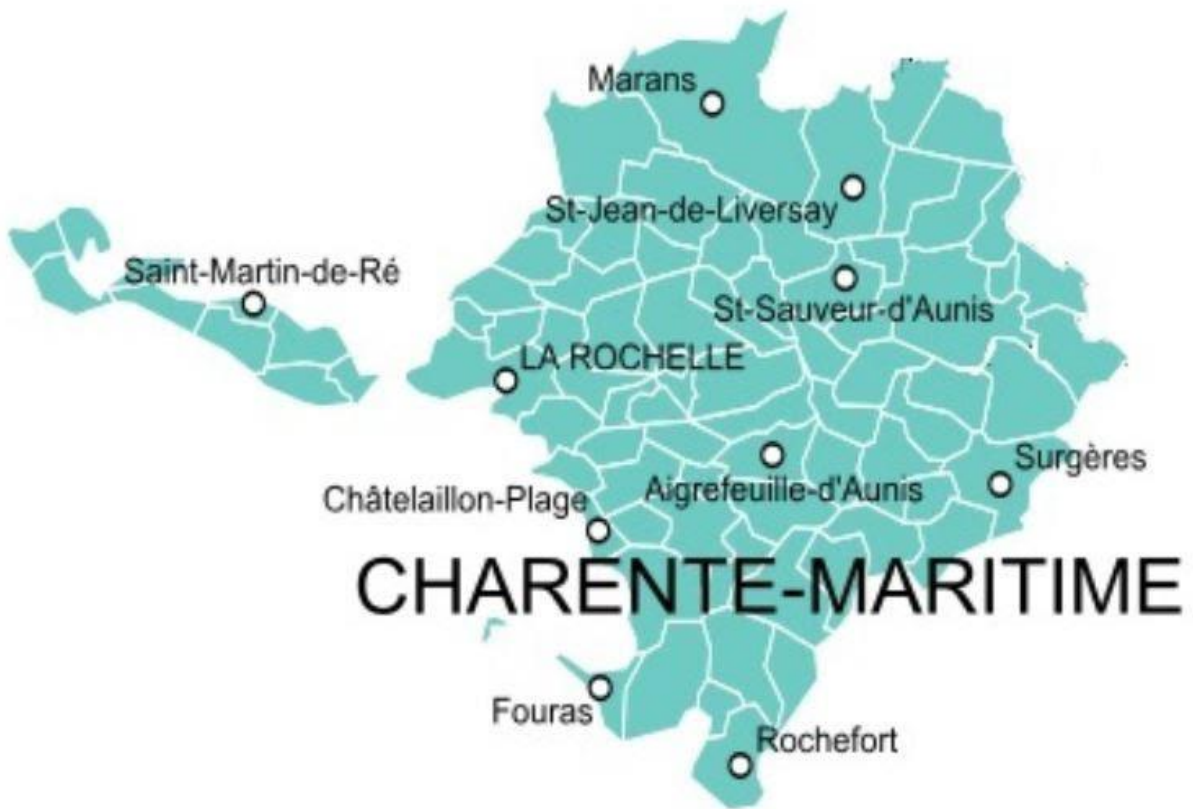 Marans
St-Jean-de-Liversay
Saint-Martin-de-Ré
St-Sauveur-d'Aunis
LA ROCHELLE
Surgères
Aigrefeuille-d'Aunis
Châtelaillon-Plage
CHARENTE-MARITIME
Fouras
Rochefort